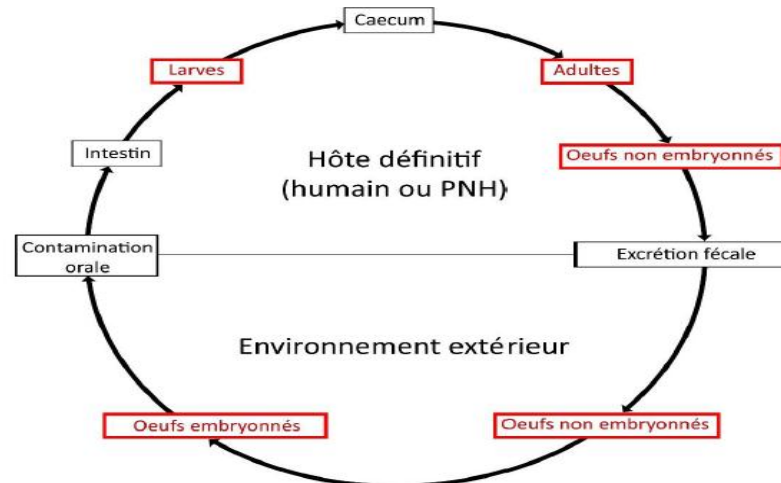 Caecum
Larves
Adultes
Intestin
Oeufs non embryonnés
Hôte définitif
(humain ou PNH)
Contamination
orale
Excrétion fécale
Environnement extérieur
Oeufs embryonnés
Oeufs non embryonnés